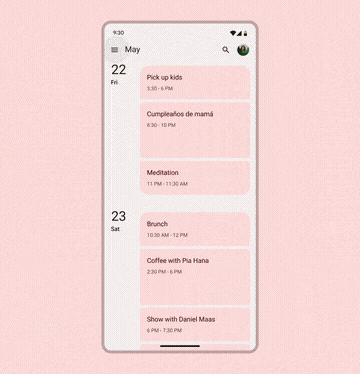 9:30
May
22
Fri
Pick up kids
3:30 - 6 PM
Cumpleaños de mamá
6:30 - 10 PM
Meditation
11 PM - 11:30 AM
23
Sat
Brunch
10:30 AM - 12 PM
Coffee with Pia Hana
2:30 PM - 6 PM
Show with Daniel Maas
6 PM - 7:30 PM